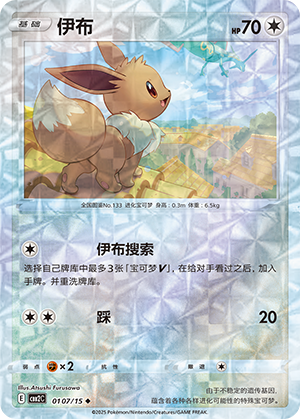 基础
伊布
HP70
全国图鉴No.133 进化宝可梦 身高：0.3m 体重：6.5kg
伊布搜索
选择自己牌库中最多3张「宝可梦V」，在给对手看过之后，加入
手牌。并重洗牌库。
踩 20
弱点 ×2 抵抗力 撤退
Illus.Atsushi Furusawa
E CBB2C 0107/15
由于不稳定的遗传基因，
蕴含着各种各样进化可能性的特殊宝可梦。
©2025 Pokémon/Nintendo/Creatures/GAME FREAK.